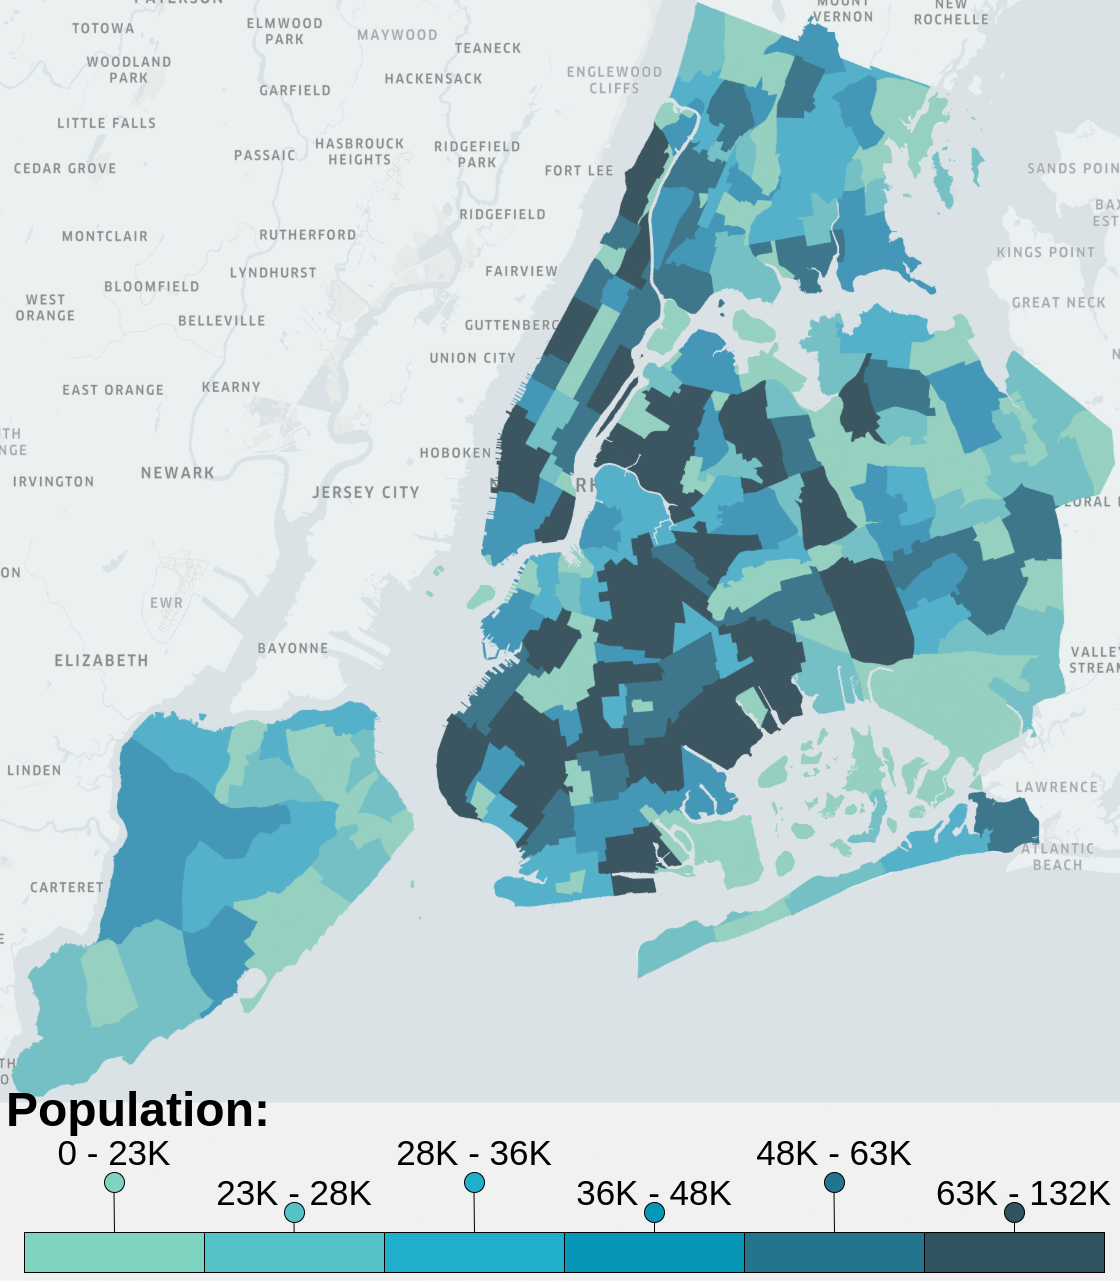 PATERSON
MOUNT
VERNON
NEW
ROCHELLE
TOTOWA
ELMWOOD
PARK
MAYWOOD
TEANECK
WOODLAND
PARK
HACKENSACK
ENGLEWOOD
CLIFFS
GARFIELD
LITTLE FALLS
HASBROUCK
HEIGHTS
RIDGEFIELD
PARK
PASSAIC
CEDAR GROVE
FORT LEE
SANDS POIN
RIDGEFIELD
BAX
EST
MONTCLAIR
RUTHERFORD
KINGS POINT
LYNDHURST
FAIRVIEW
BLOOMFIELD
WEST
ORANGE
BELLEVILLE
GREAT NECK
GUTTENBERG
UNION CITY
N
EAST ORANGE
KEARNY
TH
NGE
HOBOKEN
NEWARK
IRVINGTON
JERSEY CITY
N RK
LORAL
ON
EWR
ELIZABETH
BAYONNE
VALLEY
STREAM
LINDEN
LAWRENCE
ATLANTIC
BEACH
CARTERET
E
TH
O
Population:
0 - 23K
28K - 36K
48K - 63K
23K - 28K
36K - 48K
63K - 132K